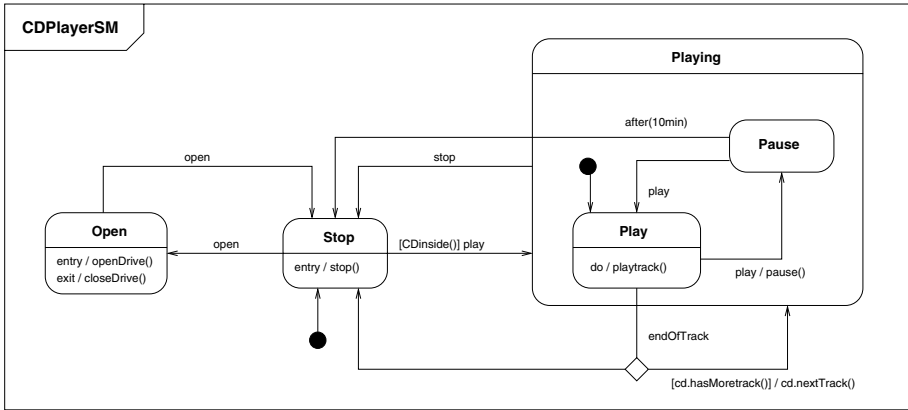 CDPlayerSM
Playing
after(10min)
Pause
open
stop
play
Open
entry / openDrive()
exit / closeDrive()
open
Stop
entry / stop()
[CDinside()] play
Play
do / playtrack()
play / pause()
endOfTrack
[cd.hasMoretrack()] / cd.nextTrack()